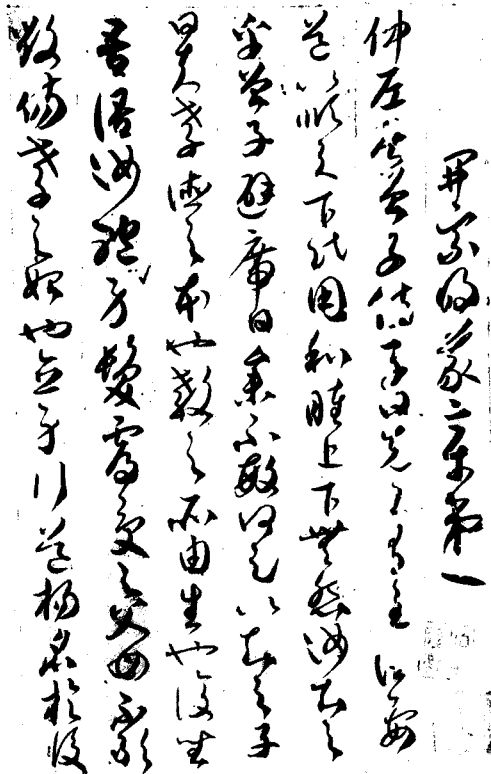 開宗明義章第一
仲尼居曾子侍子曰先王有至德要
道以順天下民用和睦上下無怨汝知之
乎曾子避席曰參不敏何足以知之子
曰夫孝德之本也教之所由生也復坐
吾語汝體身髮膚受之父母不敢
毀傷孝之始也立身行道揚名於後